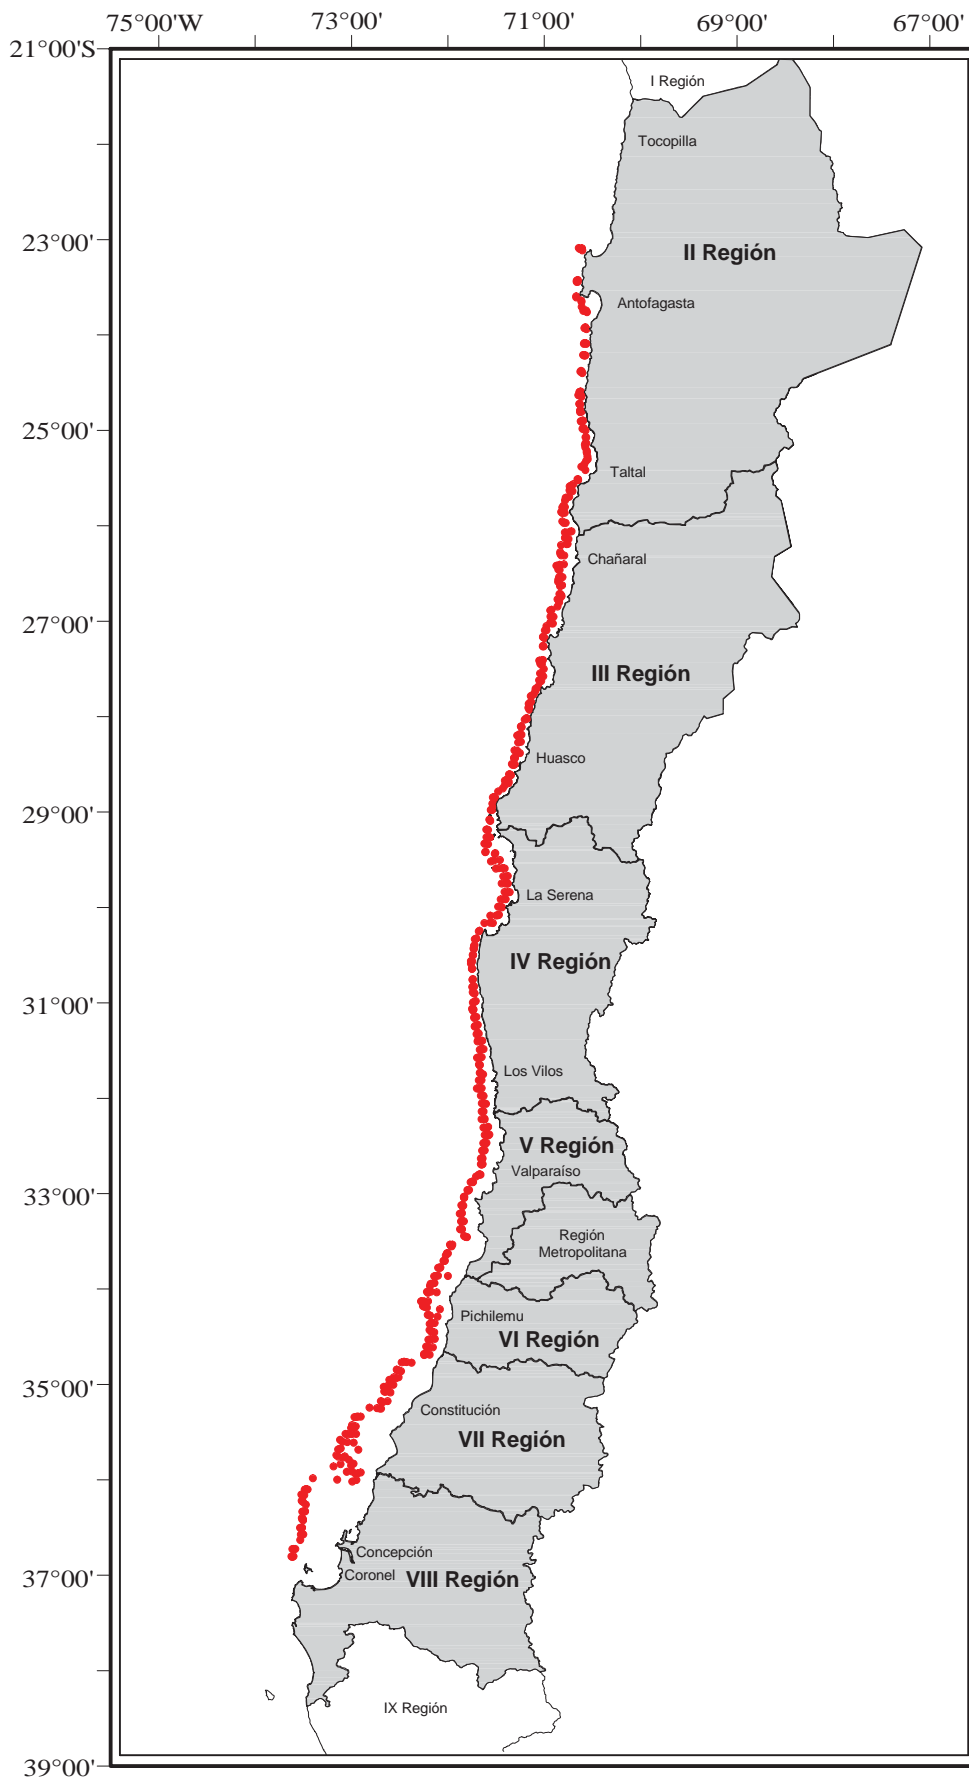 75°00'W 73°00' 71°00' 69°00' 67°00'
21°00'S
I Región
Tocopilla
23°00'
II Región
Antofagasta
25°00'
Taltal
Chañaral
27°00'
III Región
Huasco
29°00'
La Serena
IV Región
31°00'
Los Vilos
V Región
Valparaíso
33°00'
Región
Metropolitana
Pichilemu
VI Región
35°00'
Constitución
VII Región
Concepción
37°00'
Coronel
VIII Región
IX Región
39°00'